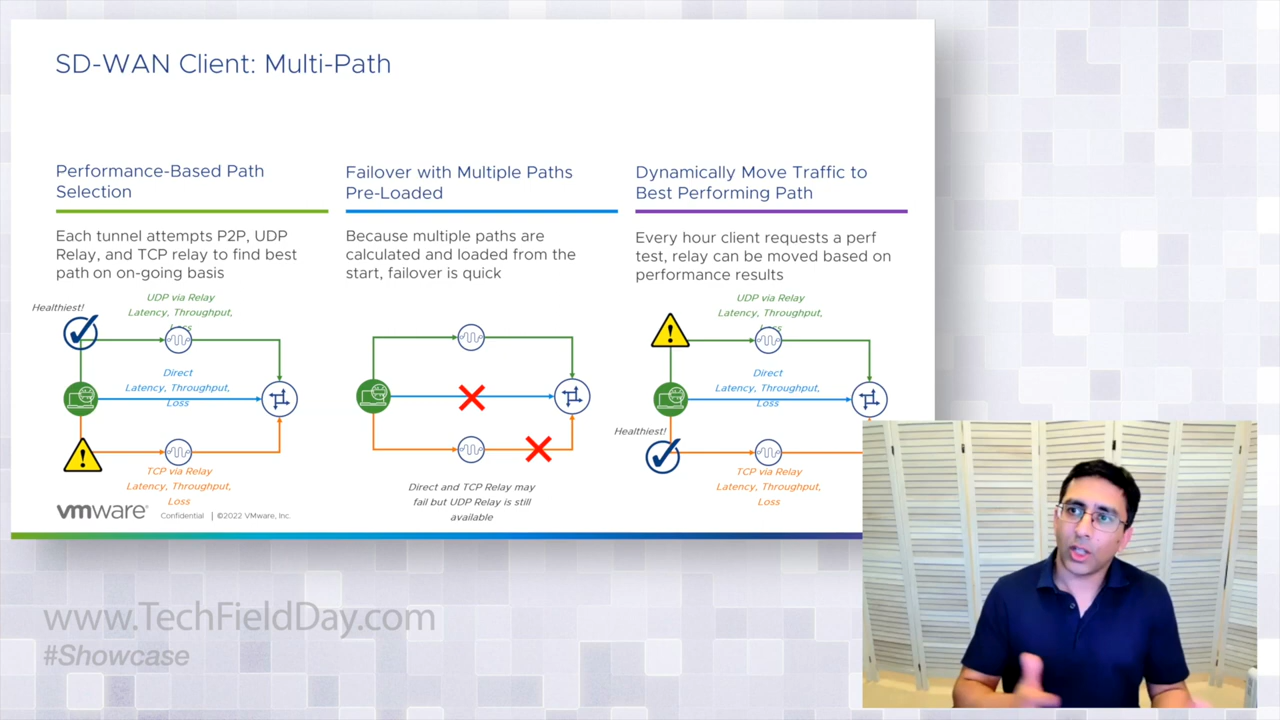 SD-WAN Client: Multi-Path
Performance-Based Path
Selection
Each tunnel attempts P2P, UDP
Relay, and TCP relay to find best
path on on-going basis
Healthiest!
UDP via Relay
Latency, Throughput,
Loss
Direct
Latency, Throughput,
Loss
TCP via Relay
Latency, Throughput,
Loss
Failover with Multiple Paths
Pre-Loaded
Because multiple paths are
calculated and loaded from the
start, failover is quick
Direct and TCP Relay may
fail but UDP Relay is still
available
Dynamically Move Traffic to
Best Performing Path
Every hour client requests a perf
test, relay can be moved based on
performance results
UDP via Relay
Latency, Throughput,
Loss
Direct
Latency, Throughput,
Loss
Healthiest!
TCP via Relay
Latency, Throughput,
Loss
vmware® Confidential | ©2022 VMware, Inc.
www.TechFieldDay.com
#Showcase